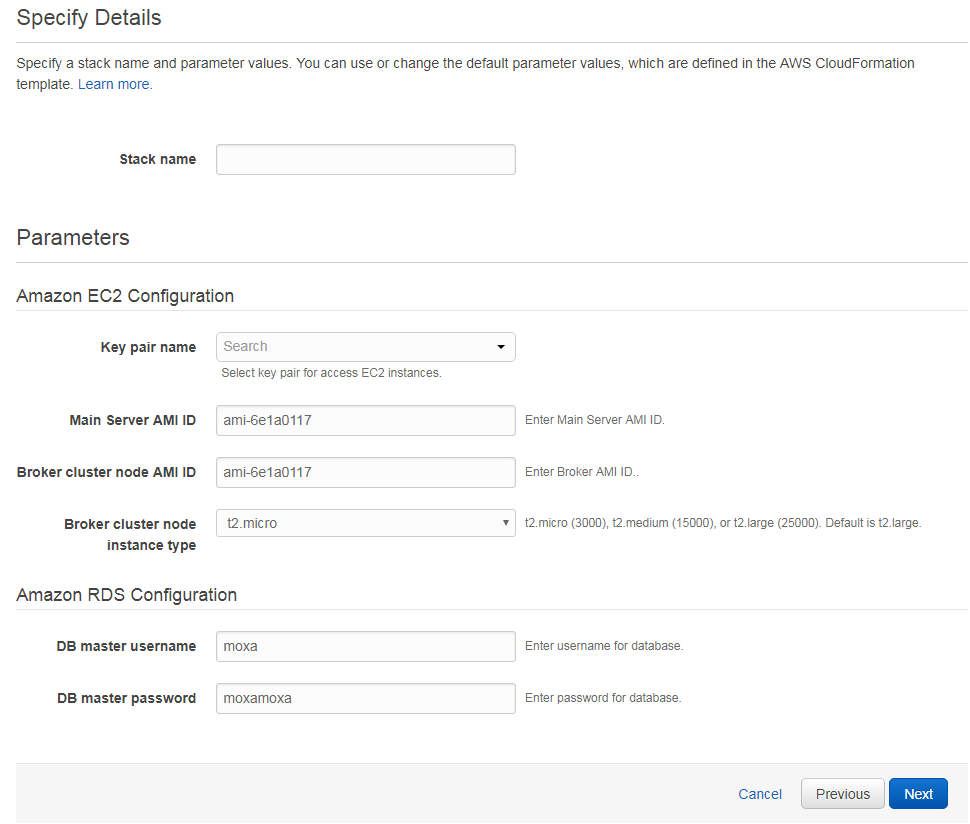 Specify Details
Specify a stack name and parameter values. You can use or change the default parameter values, which are defined in the AWS CloudFormation
template. Learn more.
Stack name
Parameters
Amazon EC2 Configuration
Key pair name
Search
Select key pair for access EC2 instances.
Main Server AMI ID
ami-6e1a0117
Enter Main Server AMI ID.
Broker cluster node AMI ID
ami-6e1a0117
Enter Broker AMI ID..
Broker cluster node
instance type
t2.micro
t2.micro (3000), t2.medium (15000), or t2.large (25000). Default is t2.large.
Amazon RDS Configuration
DB master username
moxa
Enter username for database.
DB master password
moxamoxa
Enter password for database.
Cancel
Previous
Next